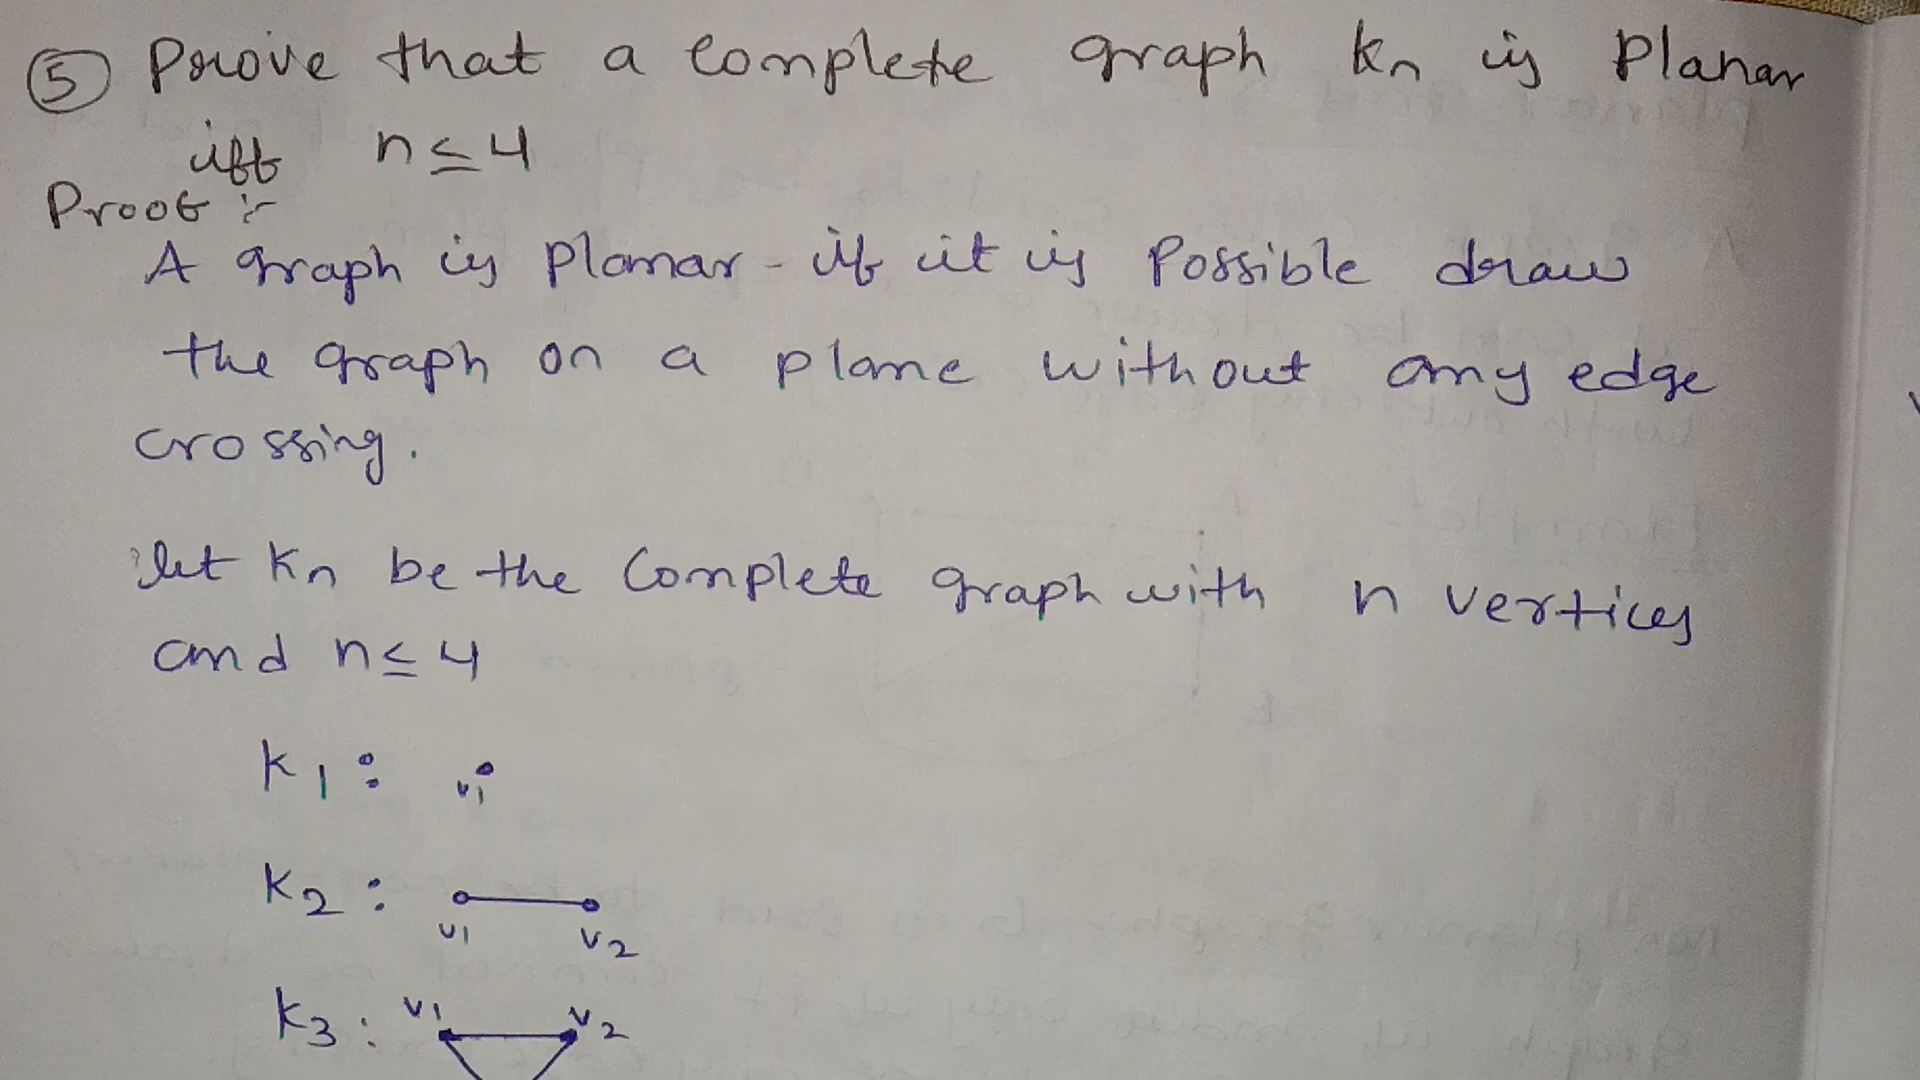 ⑤ Prove that a complete graph Kn is Planar
iff n ≤ 4
Proof :-
A graph is planar - if it is Possible draw
the graph on a plane without any edge
crossing.
let Kn be the Complete graph with n vertices
and n ≤ 4
K1 : v1
K2 :
v1 v2
K3 : v1 v2